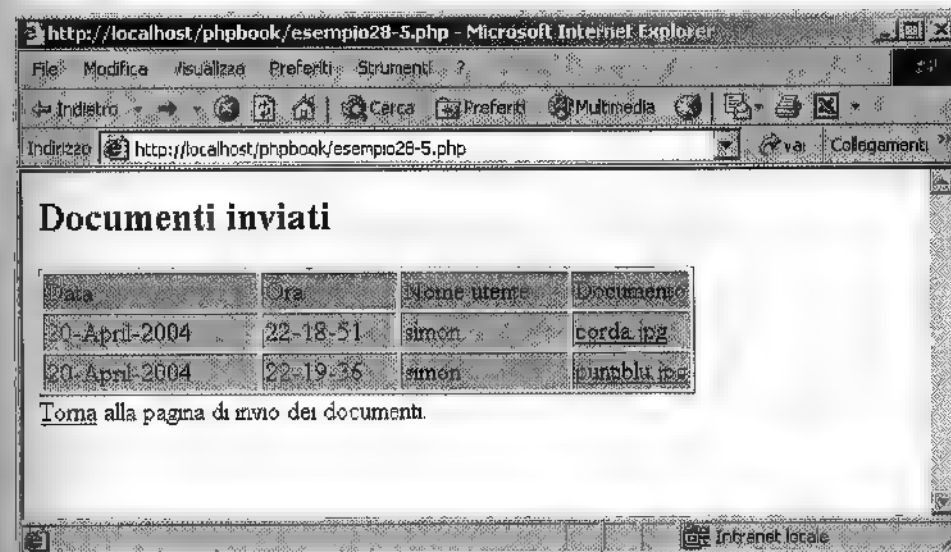 http://localhost/phpbook/esempio28-5.php - Microsoft Internet Explorer
File Modifica Visualizza Preferiti Strumenti ?
Indietro Cerca Preferiti Multimedia
Indirizzo http://localhost/phpbook/esempio28-5.php Vai Collegamenti
Documenti inviati
Data Ora Nome utente Documento
20-April-2004 22-18-51 simon corda.jpg
20-April-2004 22-19-36 simon puntblu.jpg
Torna alla pagina di invio dei documenti.
Intranet locale